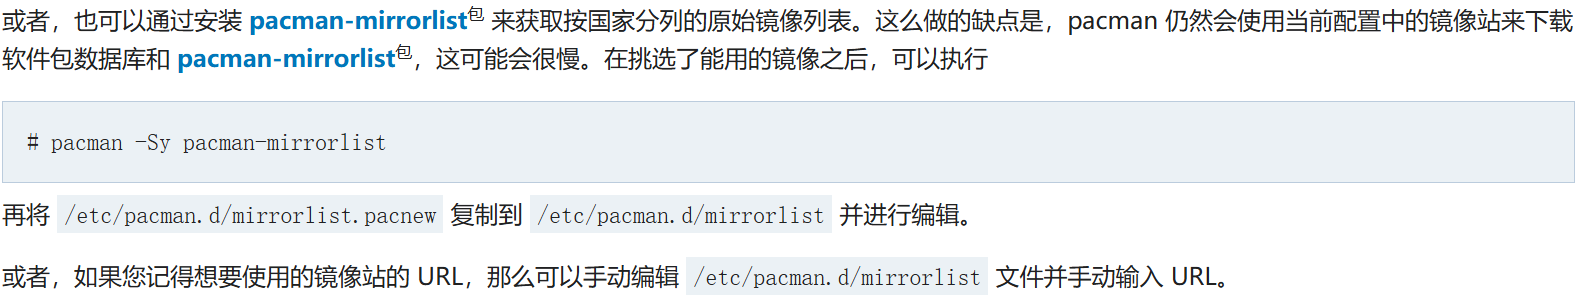 或者，也可以通过安装 pacman-mirrorlist包 来获取按国家分列的原始镜像列表。这么做的缺点是，pacman 仍然会使用当前配置中的镜像站来下载
软件包数据库和 pacman-mirrorlist包，这可能会很慢。在挑选了能用的镜像之后，可以执行
# pacman -Sy pacman-mirrorlist
再将 /etc/pacman.d/mirrorlist.pacnew 复制到 /etc/pacman.d/mirrorlist 并进行编辑。
或者，如果您记得想要使用的镜像站的 URL，那么可以手动编辑 /etc/pacman.d/mirrorlist 文件并手动输入 URL。